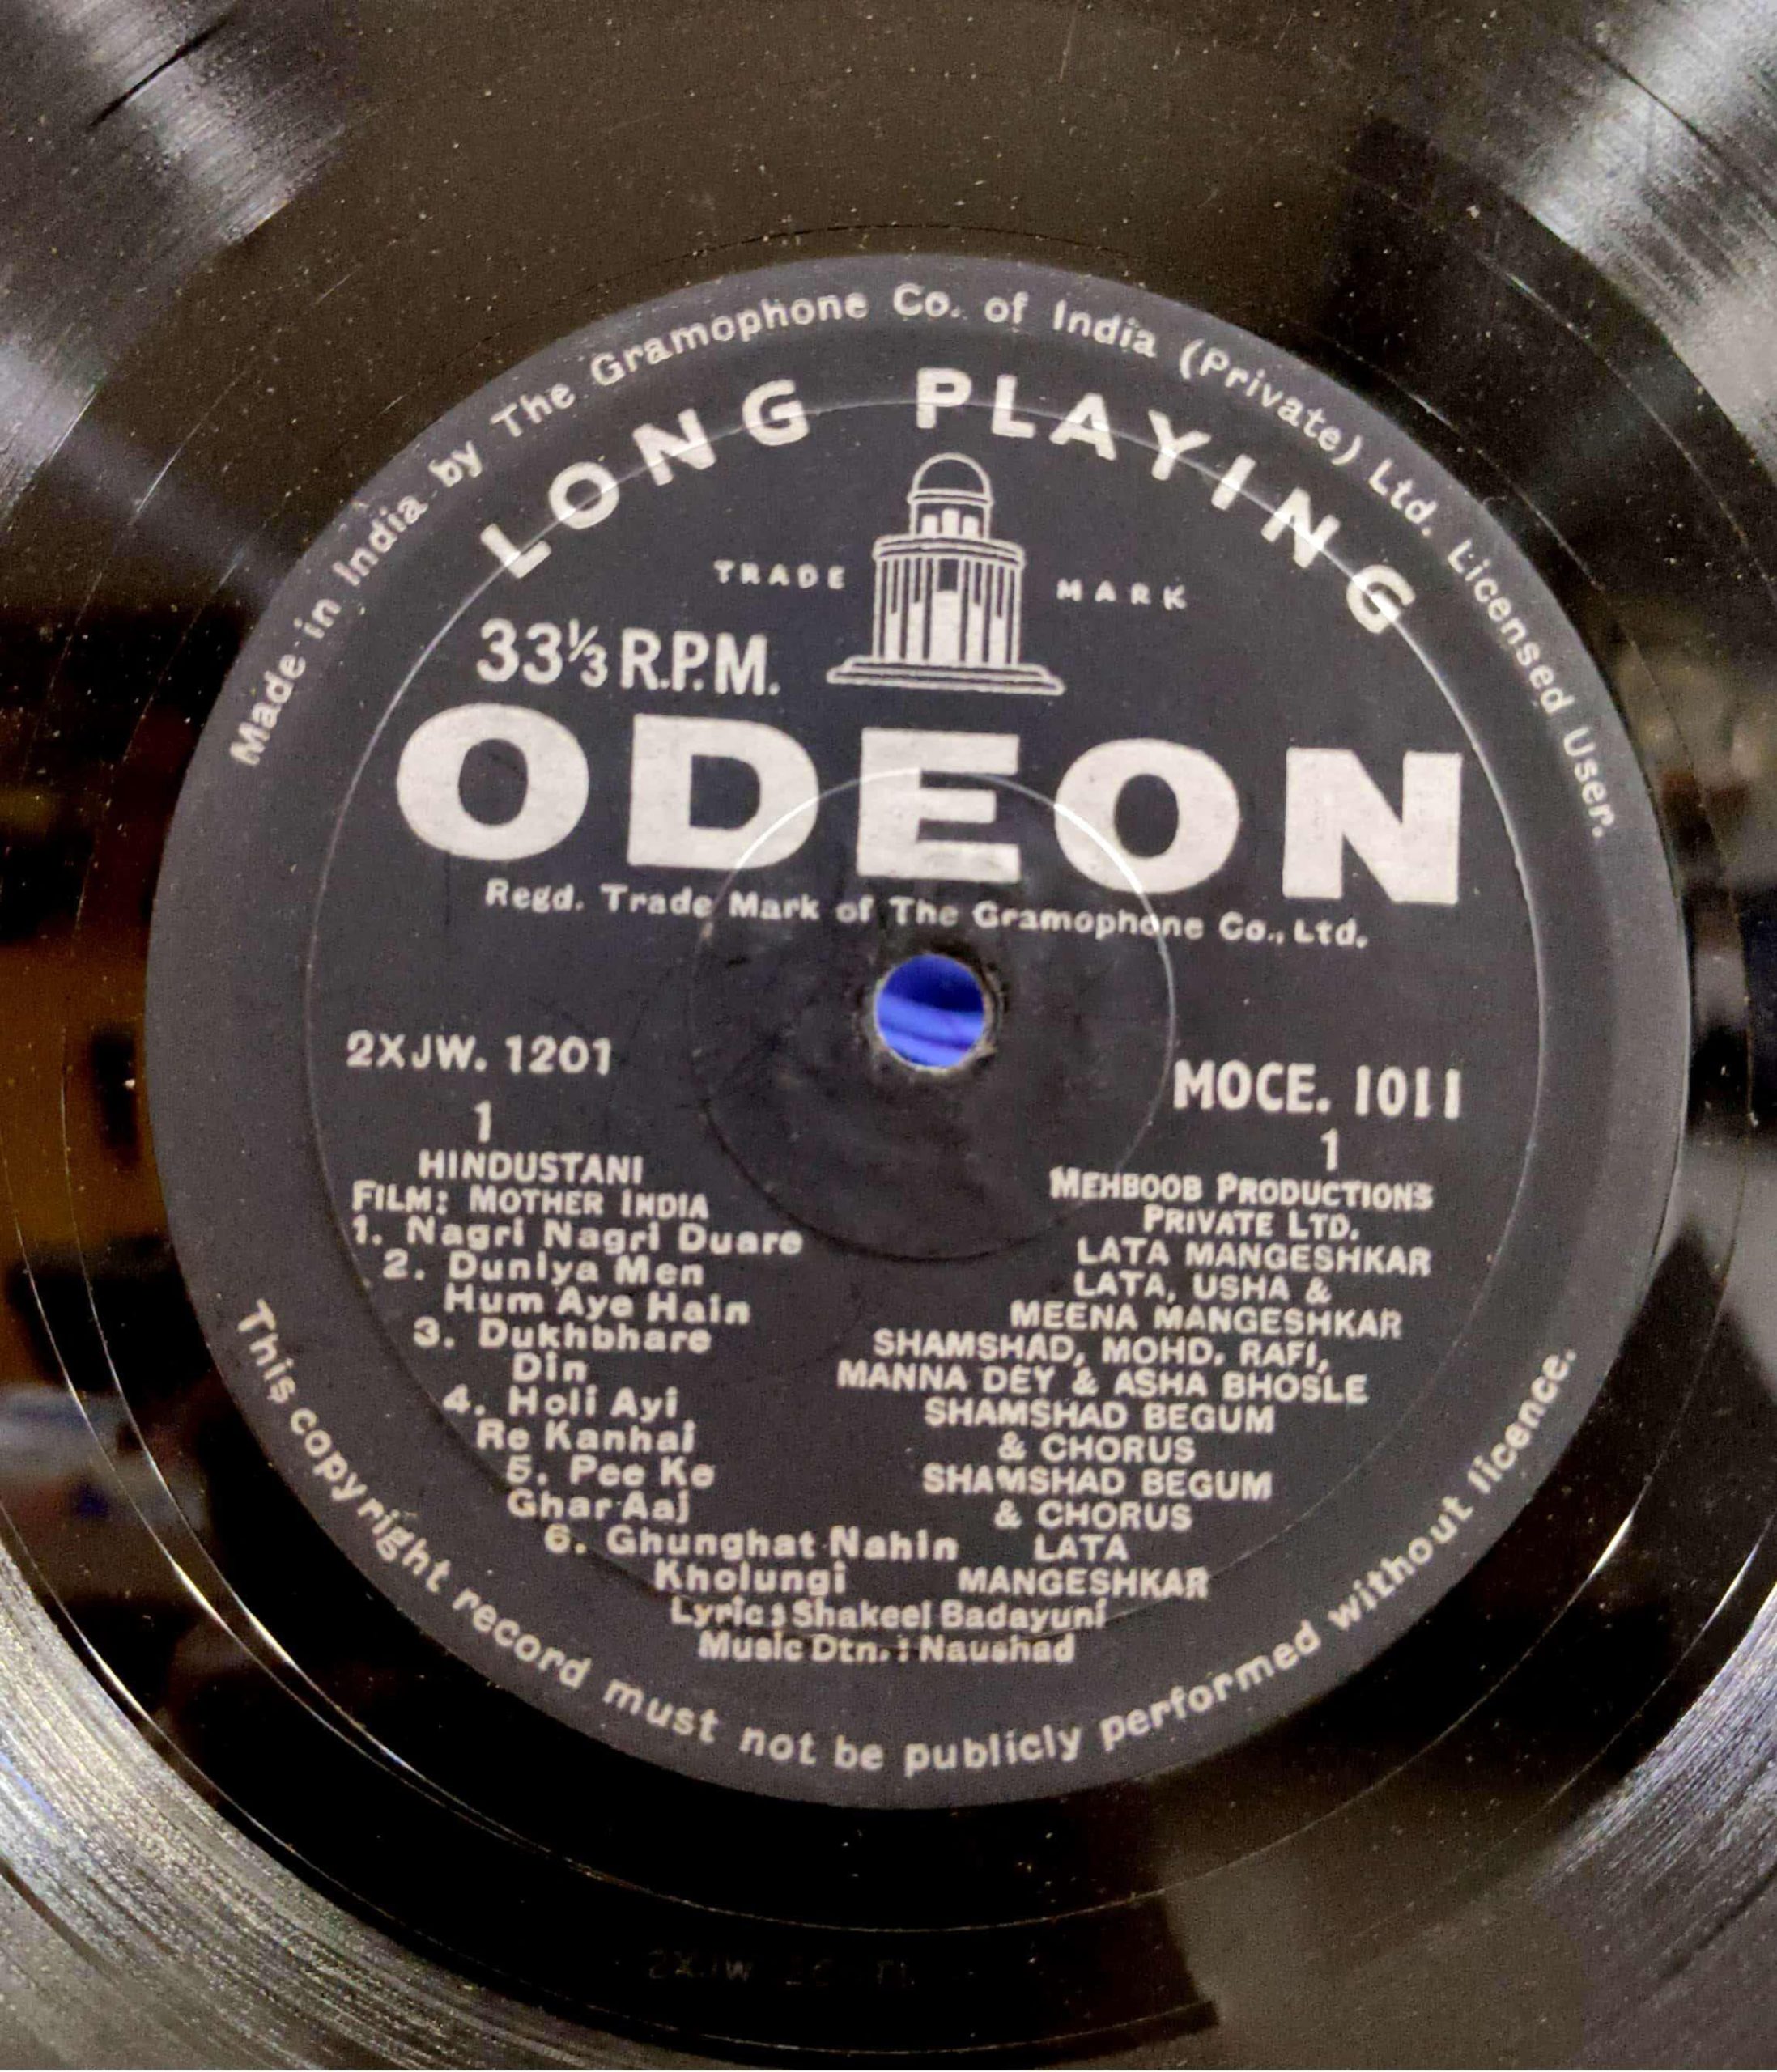 Made in India by The Gramophone Co. of India (Private) Ltd. Licensed User.
LONG PLAYING
TRADE MARK
33⅓ R.P.M.
ODEON
Regd. Trade Mark of The Gramophone Co., Ltd.
2XJW. 1201
MOCE. 1011
1
1
HINDUSTANI
MEHBOOB PRODUCTIONS
FILM: MOTHER INDIA
PRIVATE LTD.
1. Nagri Nagri Duare
LATA MANGESHKAR
2. Duniya Men
LATA, USHA &
Hum Aye Hain
MEENA MANGESHKAR
3. Dukhbhare
SHAMSHAD, MOHD. RAFI,
Din
MANNA DEY & ASHA BHOSLE
4. Holi Ayi
SHAMSHAD BEGUM
Re Kanhai
& CHORUS
5. Pee Ke
SHAMSHAD BEGUM
Ghar Aaj
& CHORUS
6. Ghunghat Nahin LATA
Kholungi MANGESHKAR
Lyric : Shakeel Badayuni
Music Dtn. : Naushad
This copyright record must not be publicly performed without licence.
2XJW